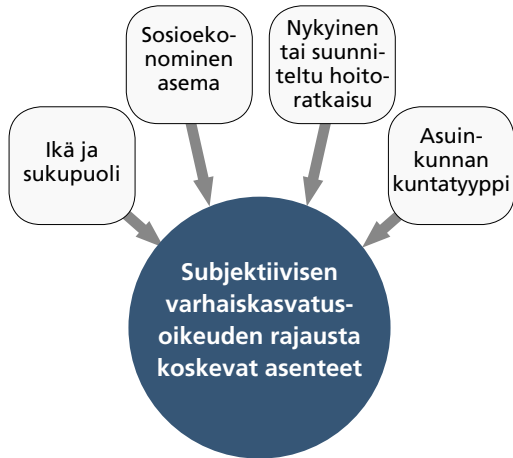 Sosioeko-
nominen
asema
Nykyinen
tai suunni-
teltu hoito-
ratkaisu
Ikä ja
sukupuoli
Asuin-
kunnan
kuntatyyppi
Subjektiivisen
varhaiskasvatus-
oikeuden rajausta
koskevat asenteet